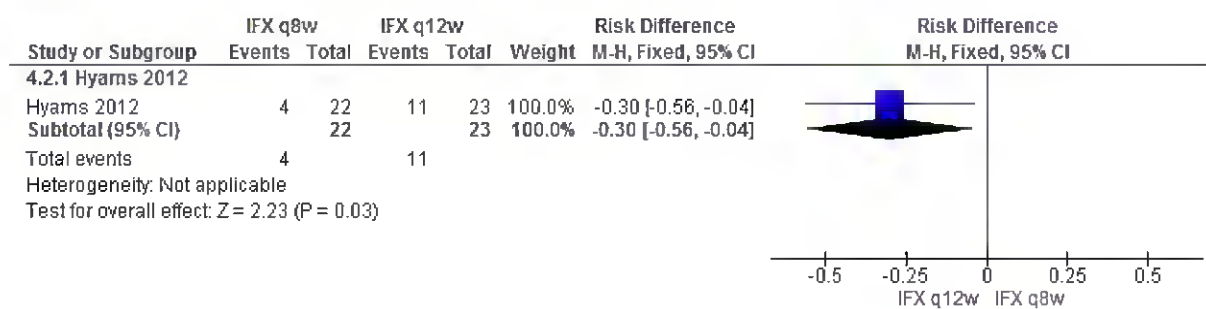 IFX q8w IFX q12w Risk Difference Risk Difference
Study or Subgroup Events Total Events Total Weight M-H, Fixed, 95% CI M-H, Fixed, 95% CI
4.2.1 Hyams 2012
Hyams 2012 4 22 11 23 100.0% -0.30 [-0.56, -0.04]
Subtotal (95% CI) 22 23 100.0% -0.30 [-0.56, -0.04]
Total events 4 11
Heterogeneity: Not applicable
Test for overall effect: Z = 2.23 (P = 0.03)
-0.5 -0.25 0 0.25 0.5
IFX q12w IFX q8w